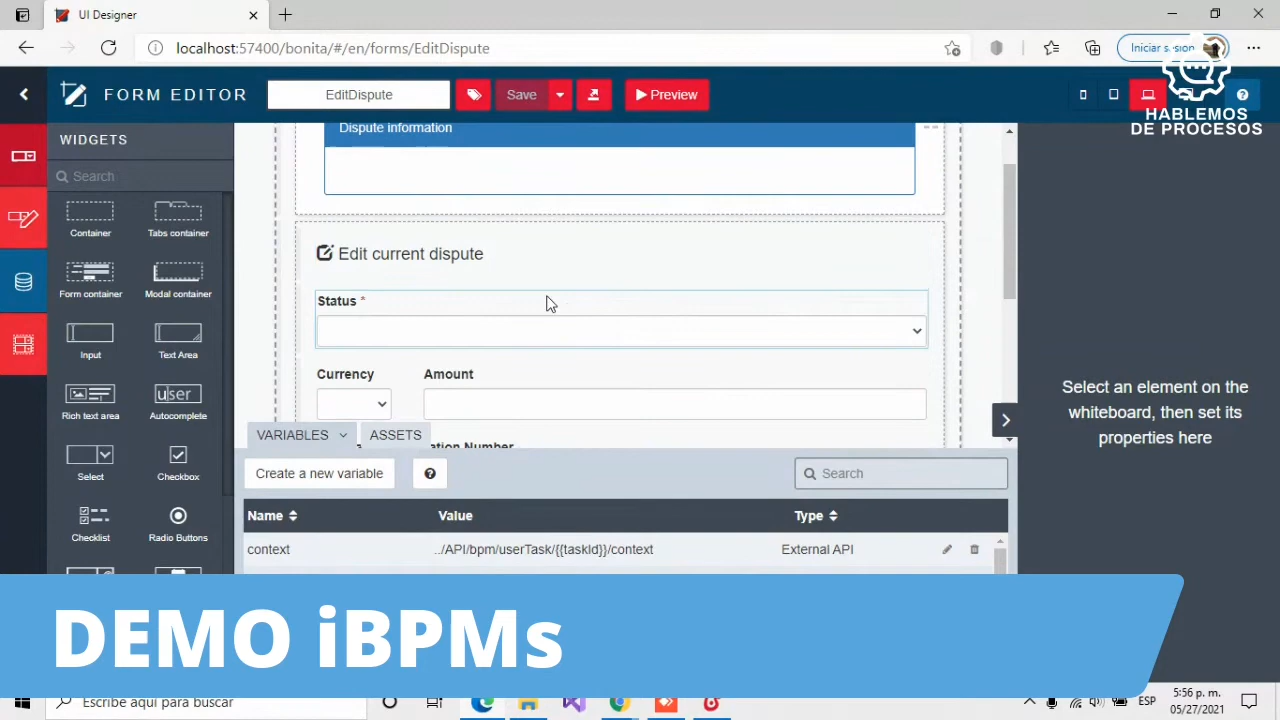 UI Designer
localhost:57400/bonita/#/en/forms/EditDispute
Iniciar sesión
FORM EDITOR
EditDispute
Save
Preview
HABLEMOS
DE PROCESOS
WIDGETS
Search
Container
Tabs container
Form container
Modal container
Input
Text Area
Rich text area
user
Autocomplete
Select
Checkbox
Checklist
Radio Buttons
Dispute information
Edit current dispute
Status *
Currency
Amount
ation Number
VARIABLES
ASSETS
Create a new variable
?
Search
Name
Value
Type
context
../API/bpm/userTask/{{taskId}}/context
External API
Select an element on the
whiteboard, then set its
properties here
DEMO iBPMs
Escribe aquí para buscar
ESP
5:56 p. m.
05/27/2021